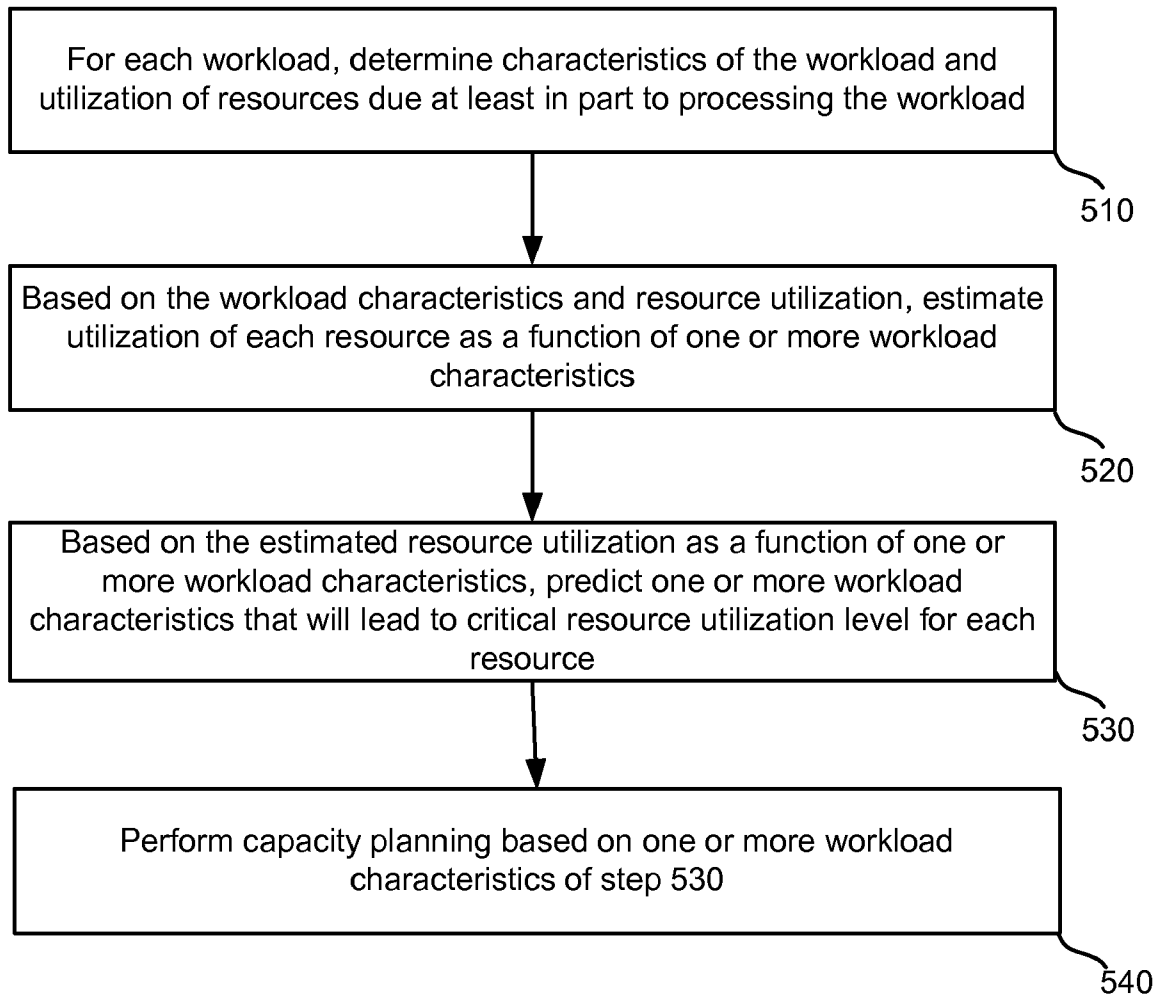 For each workload, determine characteristics of the workload and
utilization of resources due at least in part to processing the workload
510
Based on the workload characteristics and resource utilization, estimate
utilization of each resource as a function of one or more workload
characteristics
520
Based on the estimated resource utilization as a function of one or
more workload characteristics, predict one or more workload
characteristics that will lead to critical resource utilization level for each
resource
530
Perform capacity planning based on one or more workload
characteristics of step 530
540